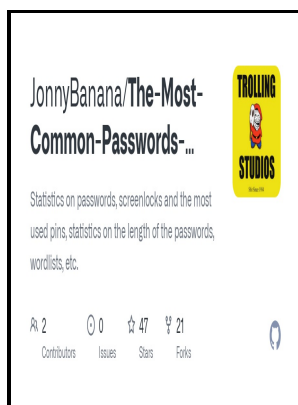 JonnyBanana/The-Most-
Common-Passwords-...
TROLLING
STUDIOS
Statistics on passwords, screenlocks and the most
used pins, statistics on the length of the passwords,
wordlists, etc.
2
Contributors
0
Issues
47
Stars
21
Forks